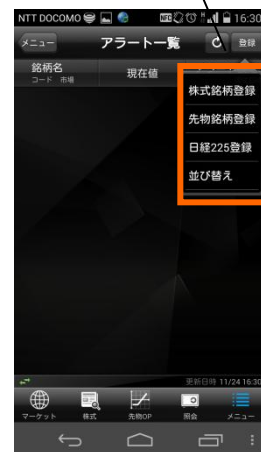 NTT DOCOMO 16:30
メニュー アラート一覧 登録
銘柄名 現在値
コード 市場
株式銘柄登録
先物銘柄登録
日経225登録
並び替え
更新日時 11/24 16:30
マーケット 株式 先物OP 照会 メニュー